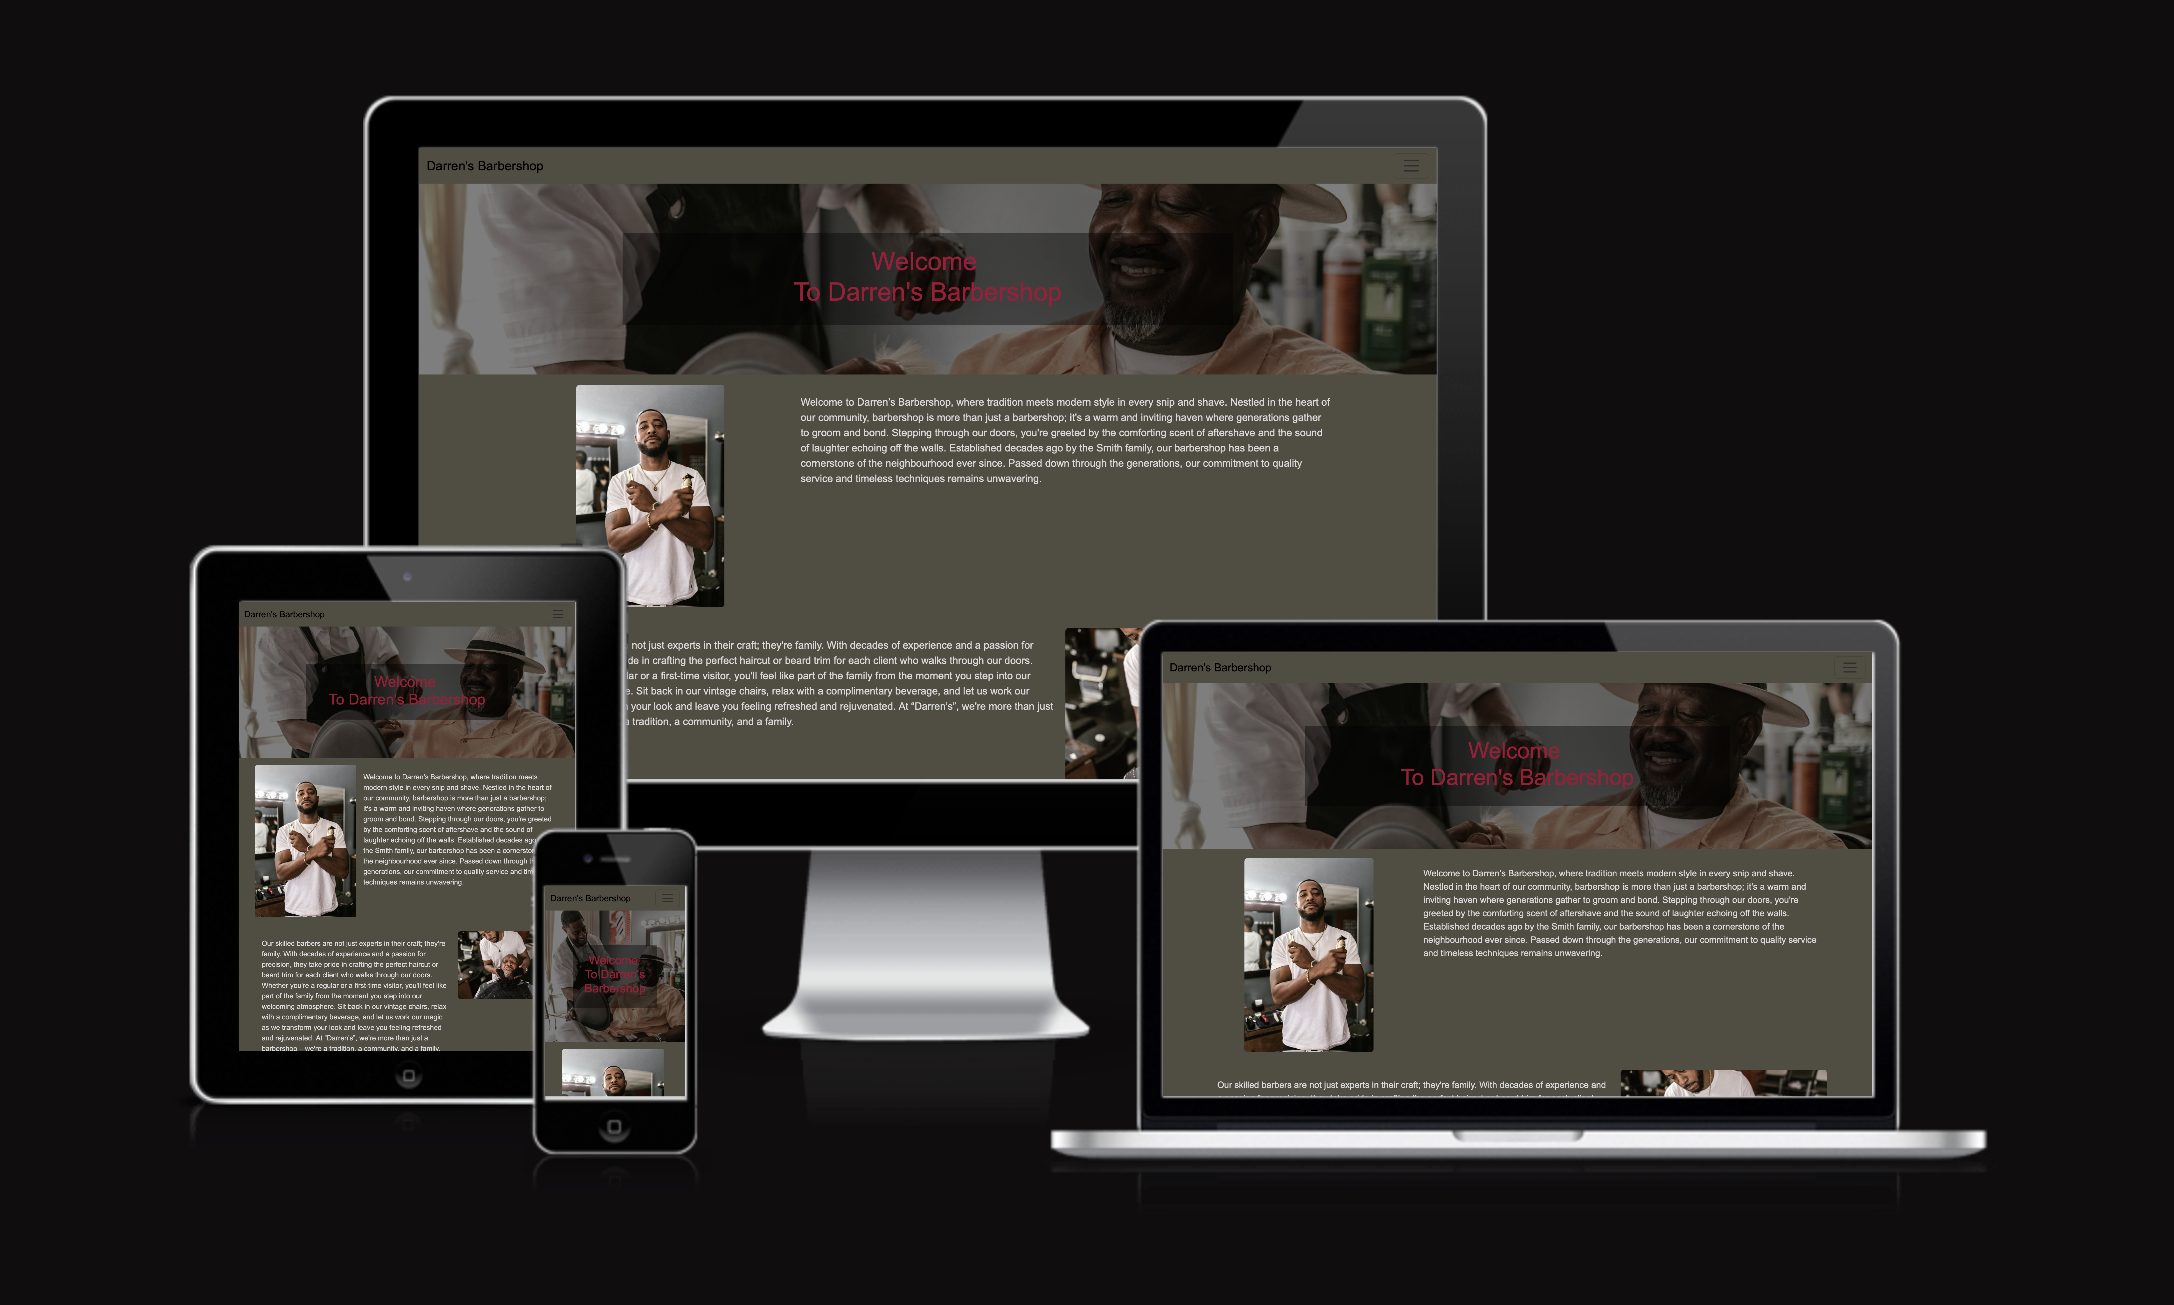 Darren's Barbershop
Welcome
To Darren's Barbershop
Welcome to Darren's Barbershop, where tradition meets modern style in every snip and shave. Nestled in the heart of
our community, barbershop is more than just a barbershop; it's a warm and inviting haven where generations gather
to groom and bond. Stepping through our doors, you're greeted by the comforting scent of aftershave and the sound
of laughter echoing off the walls. Established decades ago by the Smith family, our barbershop has been a
cornerstone of the neighbourhood ever since. Passed down through the generations, our commitment to quality
service and timeless techniques remains unwavering.
not just experts in their craft; they're family. With decades of experience and a passion for
de in crafting the perfect haircut or beard trim for each client who walks through our doors.
lar or a first-time visitor, you'll feel like part of the family from the moment you step into our
e. Sit back in our vintage chairs, relax with a complimentary beverage, and let us work our
your look and leave you feeling refreshed and rejuvenated. At "Darren's", we're more than just
a tradition, a community, and a family.
Darren's Barbershop
Welcome
To Darren's Barbershop
Welcome to Darren's Barbershop, where tradition meets
modern style in every snip and shave. Nestled in the heart of
our community, barbershop is more than just a barbershop;
it's a warm and inviting haven where generations gather to
groom and bond. Stepping through our doors, you're greeted
by the comforting scent of aftershave and the sound of
laughter echoing off the walls. Established decades ago
the Smith family, our barbershop has been a cornerston
the neighbourhood ever since. Passed down through t
generations, our commitment to quality service and tim
techniques remains unwavering.
Our skilled barbers are not just experts in their craft; they're
family. With decades of experience and a passion for
precision, they take pride in crafting the perfect haircut or
beard trim for each client who walks through our doors.
Whether you're a regular or a first-time visitor, you'll feel like
part of the family from the moment you step into our
welcoming atmosphere. Sit back in our vintage chairs, relax
with a complimentary beverage, and let us work our magic
as we transform your look and leave you feeling refreshed
and rejuvenated. At "Darren's", we're more than just a
barbershop – we're a tradition, a community, and a family.
Darren's Barbershop
Welcome
To Darren's
Barbershop
Darren's Barbershop
Welcome
To Darren's Barbershop
Welcome to Darren's Barbershop, where tradition meets modern style in every snip and shave.
Nestled in the heart of our community, barbershop is more than just a barbershop; it's a warm and
inviting haven where generations gather to groom and bond. Stepping through our doors, you're
greeted by the comforting scent of aftershave and the sound of laughter echoing off the walls.
Established decades ago by the Smith family, our barbershop has been a cornerstone of the
neighbourhood ever since. Passed down through the generations, our commitment to quality service
and timeless techniques remains unwavering.
Our skilled barbers are not just experts in their craft; they're family. With decades of experience and